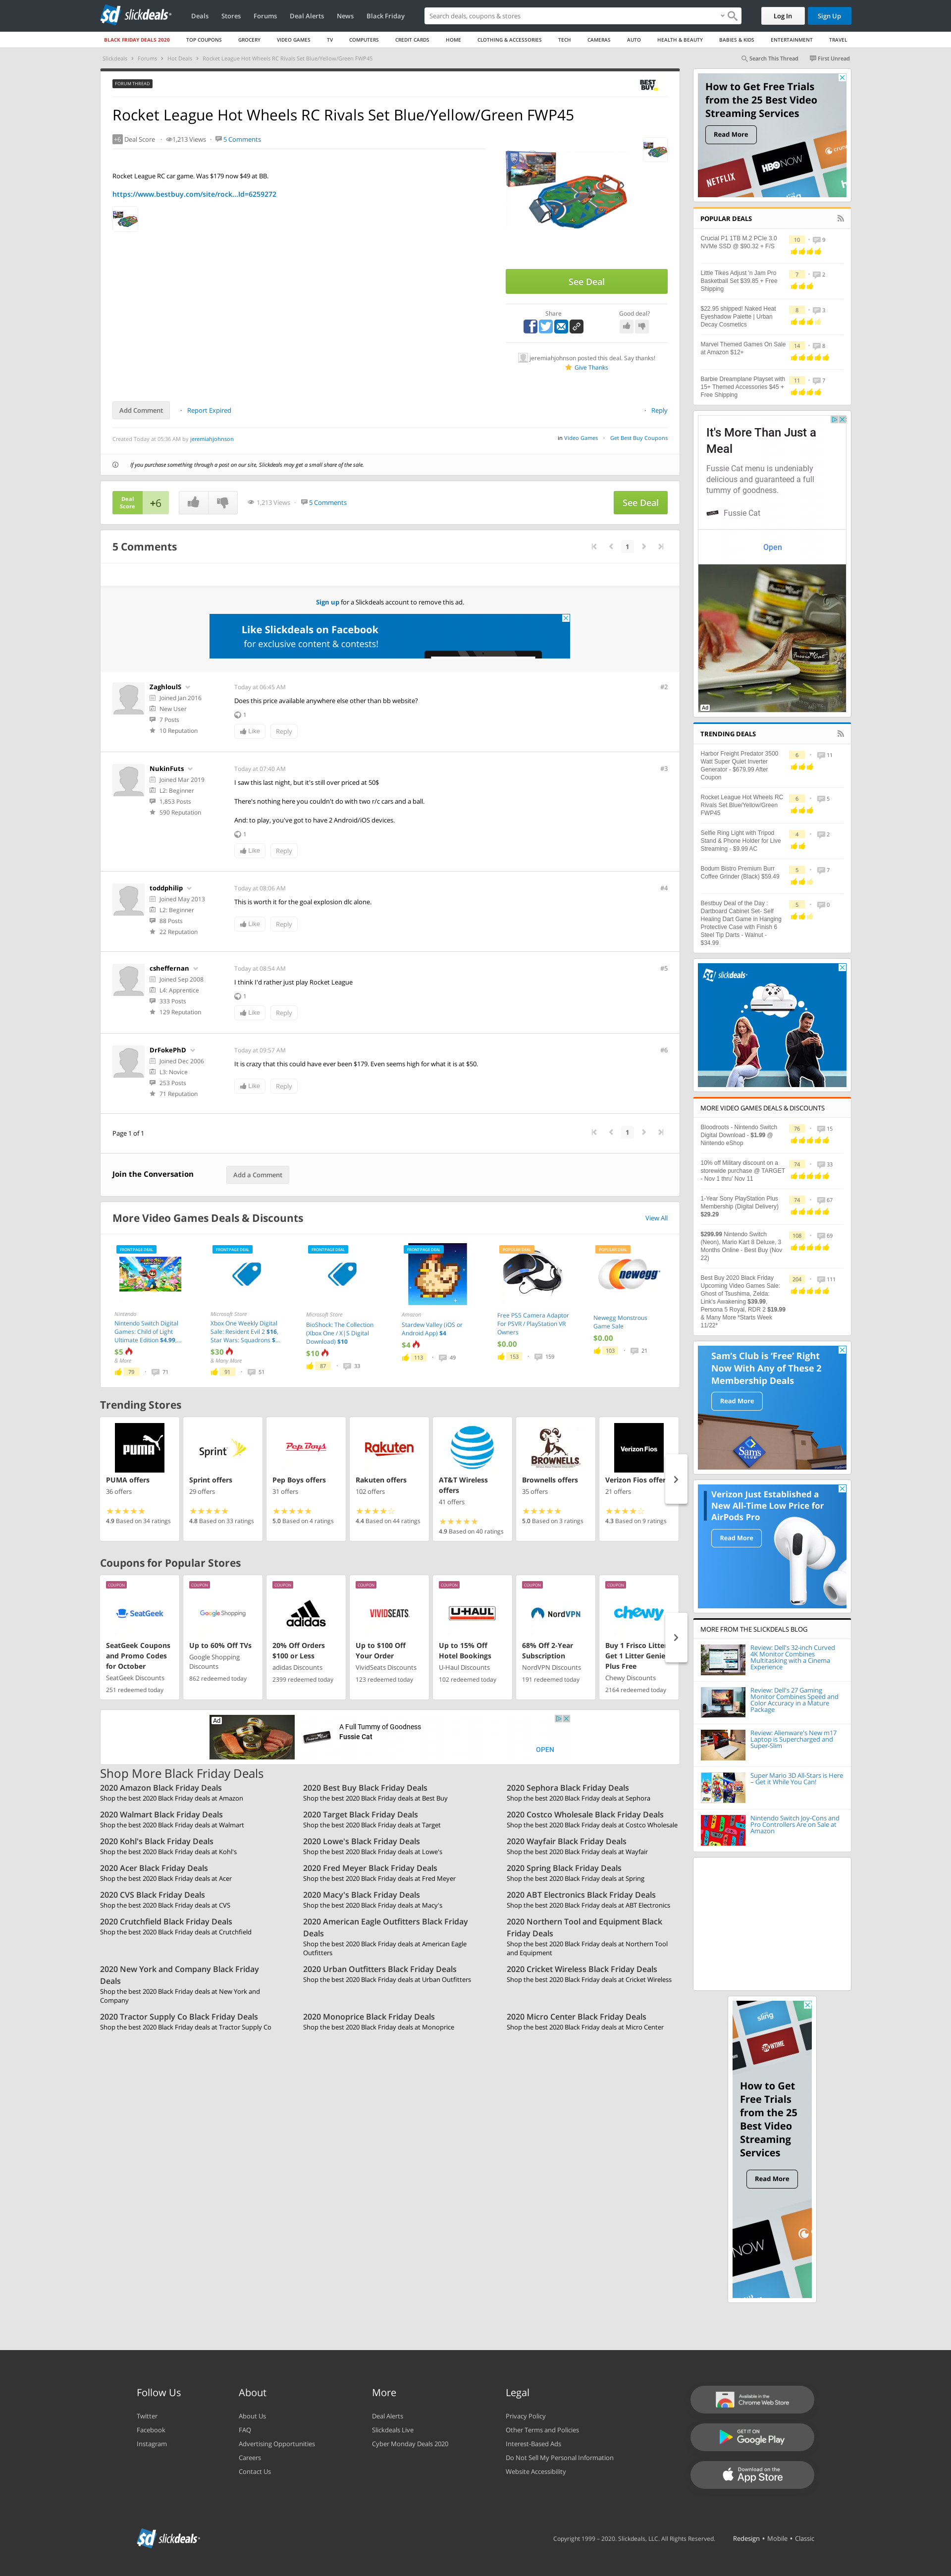 slickdeals
Deals
Stores
Forums
Deal Alerts
News
Black Friday
Search deals, coupons & stores
Log In
Sign Up
BLACK FRIDAY DEALS 2020
TOP COUPONS
GROCERY
VIDEO GAMES
TV
COMPUTERS
CREDIT CARDS
HOME
CLOTHING & ACCESSORIES
TECH
CAMERAS
AUTO
HEALTH & BEAUTY
BABIES & KIDS
ENTERTAINMENT
TRAVEL
Slickdeals > Forums > Hot Deals > Rocket League Hot Wheels RC Rivals Set Blue/Yellow/Green FWP45
Search This Thread
First Unread
FORUM THREAD
BEST BUY
Rocket League Hot Wheels RC Rivals Set Blue/Yellow/Green FWP45
+6 Deal Score
1,213 Views
5 Comments
Rocket League RC car game. Was $179 now $49 at BB.
https://www.bestbuy.com/site/rock...Id=6259272
See Deal
Share
Good deal?
jeremiahjohnson posted this deal. Say thanks!
Give Thanks
Add Comment
Report Expired
Reply
Created Today at 05:36 AM by jeremiahjohnson
in Video Games
Get Best Buy Coupons
If you purchase something through a post on our site, Slickdeals may get a small share of the sale.
Deal Score +6
1,213 Views
5 Comments
See Deal
5 Comments
1
Sign up for a Slickdeals account to remove this ad.
Like Slickdeals on Facebook
for exclusive content & contests!
ZaghloulS
Joined Jan 2016
New User
7 Posts
10 Reputation
Today at 06:45 AM
#2
Does this price available anywhere else other than bb website?
1
Like
Reply
NukinFuts
Joined Mar 2019
L2: Beginner
1,853 Posts
590 Reputation
Today at 07:40 AM
#3
I saw this last night, but it's still over priced at 50$
There's nothing here you couldn't do with two r/c cars and a ball.
And: to play, you've got to have 2 Android/iOS devices.
1
Like
Reply
toddphilip
Joined May 2013
L2: Beginner
88 Posts
22 Reputation
Today at 08:06 AM
#4
This is worth it for the goal explosion dlc alone.
Like
Reply
csheffernan
Joined Sep 2008
L4: Apprentice
333 Posts
129 Reputation
Today at 08:54 AM
#5
I think I'd rather just play Rocket League
1
Like
Reply
DrFokePhD
Joined Dec 2006
L3: Novice
253 Posts
71 Reputation
Today at 09:57 AM
#6
It is crazy that this could have ever been $179. Even seems high for what it is at $50.
Like
Reply
Page 1 of 1
1
Join the Conversation
Add a Comment
More Video Games Deals & Discounts
View All
FRONTPAGE DEAL
Nintendo
Nintendo Switch Digital
Games: Child of Light
Ultimate Edition $4.99,...
$5
& More
79
71
FRONTPAGE DEAL
Microsoft Store
Xbox One Weekly Digital
Sale: Resident Evil 2 $16,
Star Wars: Squadrons $...
$30
& Many More
91
51
FRONTPAGE DEAL
Microsoft Store
BioShock: The Collection
(Xbox One / X|S Digital
Download) $10
$10
87
33
FRONTPAGE DEAL
Amazon
Stardew Valley (iOS or
Android App) $4
$4
113
49
POPULAR DEAL
Free PS5 Camera Adaptor
For PSVR / PlayStation VR
Owners
$0.00
153
159
POPULAR DEAL
newegg
Newegg Monstrous
Game Sale
$0.00
103
21
Trending Stores
PUMA
PUMA offers
36 offers
4.9 Based on 34 ratings
Sprint
Sprint offers
29 offers
4.8 Based on 33 ratings
Pep Boys
Pep Boys offers
31 offers
5.0 Based on 4 ratings
Rakuten
Rakuten offers
102 offers
4.4 Based on 44 ratings
AT&T Wireless
offers
41 offers
4.9 Based on 40 ratings
BROWNELLS
Brownells offers
35 offers
5.0 Based on 3 ratings
Verizon Fios
Verizon Fios offer
21 offers
4.3 Based on 9 ratings
Coupons for Popular Stores
COUPON
SeatGeek
SeatGeek Coupons
and Promo Codes
for October
SeatGeek Discounts
251 redeemed today
COUPON
Google Shopping
Up to 60% Off TVs
Google Shopping
Discounts
862 redeemed today
COUPON
adidas
20% Off Orders
$100 or Less
adidas Discounts
2399 redeemed today
COUPON
VIVIDSEATS.
Up to $100 Off
Your Order
VividSeats Discounts
123 redeemed today
COUPON
U-HAUL
Up to 15% Off
Hotel Bookings
U-Haul Discounts
102 redeemed today
COUPON
NordVPN
68% Off 2-Year
Subscription
NordVPN Discounts
191 redeemed today
COUPON
chewy
Buy 1 Frisco Litter
Get 1 Litter Genie
Plus Free
Chewy Discounts
2164 redeemed today
Ad
A Full Tummy of Goodness
Fussie Cat
OPEN
Shop More Black Friday Deals
2020 Amazon Black Friday Deals
Shop the best 2020 Black Friday deals at Amazon
2020 Best Buy Black Friday Deals
Shop the best 2020 Black Friday deals at Best Buy
2020 Sephora Black Friday Deals
Shop the best 2020 Black Friday deals at Sephora
2020 Walmart Black Friday Deals
Shop the best 2020 Black Friday deals at Walmart
2020 Target Black Friday Deals
Shop the best 2020 Black Friday deals at Target
2020 Costco Wholesale Black Friday Deals
Shop the best 2020 Black Friday deals at Costco Wholesale
2020 Kohl's Black Friday Deals
Shop the best 2020 Black Friday deals at Kohl's
2020 Lowe's Black Friday Deals
Shop the best 2020 Black Friday deals at Lowe's
2020 Wayfair Black Friday Deals
Shop the best 2020 Black Friday deals at Wayfair
2020 Acer Black Friday Deals
Shop the best 2020 Black Friday deals at Acer
2020 Fred Meyer Black Friday Deals
Shop the best 2020 Black Friday deals at Fred Meyer
2020 Spring Black Friday Deals
Shop the best 2020 Black Friday deals at Spring
2020 CVS Black Friday Deals
Shop the best 2020 Black Friday deals at CVS
2020 Macy's Black Friday Deals
Shop the best 2020 Black Friday deals at Macy's
2020 ABT Electronics Black Friday Deals
Shop the best 2020 Black Friday deals at ABT Electronics
2020 Crutchfield Black Friday Deals
Shop the best 2020 Black Friday deals at Crutchfield
2020 American Eagle Outfitters Black Friday
Deals
Shop the best 2020 Black Friday deals at American Eagle
Outfitters
2020 Northern Tool and Equipment Black
Friday Deals
Shop the best 2020 Black Friday deals at Northern Tool
and Equipment
2020 New York and Company Black Friday
Deals
Shop the best 2020 Black Friday deals at New York and
Company
2020 Urban Outfitters Black Friday Deals
Shop the best 2020 Black Friday deals at Urban Outfitters
2020 Cricket Wireless Black Friday Deals
Shop the best 2020 Black Friday deals at Cricket Wireless
2020 Tractor Supply Co Black Friday Deals
Shop the best 2020 Black Friday deals at Tractor Supply Co
2020 Monoprice Black Friday Deals
Shop the best 2020 Black Friday deals at Monoprice
2020 Micro Center Black Friday Deals
Shop the best 2020 Black Friday deals at Micro Center
How to Get Free Trials
from the 25 Best Video
Streaming Services
Read More
NETFLIX
HBO NOW
POPULAR DEALS
Crucial P1 1TB M.2 PCIe 3.0
NVMe SSD @ $90.32 + F/S
10
9
Little Tikes Adjust 'n Jam Pro
Basketball Set $39.85 + Free
Shipping
7
2
$22.95 shipped! Naked Heat
Eyeshadow Palette | Urban
Decay Cosmetics
8
3
Marvel Themed Games On Sale
at Amazon $12+
14
8
Barbie Dreamplane Playset with
15+ Themed Accessories $45 +
Free Shipping
11
7
It's More Than Just a
Meal
Fussie Cat menu is undeniably
delicious and guaranteed a full
tummy of goodness.
Fussie Cat
Open
Ad
TRENDING DEALS
Harbor Freight Predator 3500
Watt Super Quiet Inverter
Generator - $679.99 After
Coupon
6
11
Rocket League Hot Wheels RC
Rivals Set Blue/Yellow/Green
FWP45
6
5
Selfie Ring Light with Tripod
Stand & Phone Holder for Live
Streaming - $9.99 AC
4
2
Bodum Bistro Premium Burr
Coffee Grinder (Black) $59.49
5
7
Bestbuy Deal of the Day :
Dartboard Cabinet Set- Self
Healing Dart Game in Hanging
Protective Case with Finish 6
Steel Tip Darts - Walnut -
$34.99
5
0
slickdeals
MORE VIDEO GAMES DEALS & DISCOUNTS
Bloodroots - Nintendo Switch
Digital Download - $1.99 @
Nintendo eShop
76
15
10% off Military discount on a
storewide purchase @ TARGET
- Nov 1 thru' Nov 11
74
33
1-Year Sony PlayStation Plus
Membership (Digital Delivery)
$29.29
74
67
$299.99 Nintendo Switch
(Neon), Mario Kart 8 Deluxe, 3
Months Online - Best Buy (Nov
22)
108
69
Best Buy 2020 Black Friday
Upcoming Video Games Sale:
Ghost of Tsushima, Zelda:
Link's Awakening $39.99,
Persona 5 Royal, RDR 2 $19.99
& Many More *Starts Week
11/22*
204
111
Sam's Club is 'Free' Right
Now With Any of These 2
Membership Deals
Read More
Sam's
Verizon Just Established a
New All-Time Low Price for
AirPods Pro
Read More
MORE FROM THE SLICKDEALS BLOG
Review: Dell's 32-inch Curved
4K Monitor Combines
Multitasking with a Cinema
Experience
Review: Dell's 27 Gaming
Monitor Combines Speed and
Color Accuracy in a Mature
Package
Review: Alienware's New m17
Laptop is Supercharged and
Super-Slim
Super Mario 3D All-Stars is Here
– Get it While You Can!
Nintendo Switch Joy-Cons and
Pro Controllers Are on Sale at
Amazon
sling
SHOWTIME
How to Get
Free Trials
from the 25
Best Video
Streaming
Services
Read More
NOW
Follow Us
Twitter
Facebook
Instagram
About
About Us
FAQ
Advertising Opportunities
Careers
Contact Us
More
Deal Alerts
Slickdeals Live
Cyber Monday Deals 2020
Legal
Privacy Policy
Other Terms and Policies
Interest-Based Ads
Do Not Sell My Personal Information
Website Accessibility
Available in the
Chrome Web Store
GET IT ON
Google Play
Download on the
App Store
slickdeals
Copyright 1999 – 2020. Slickdeals, LLC. All Rights Reserved.
Redesign • Mobile • Classic